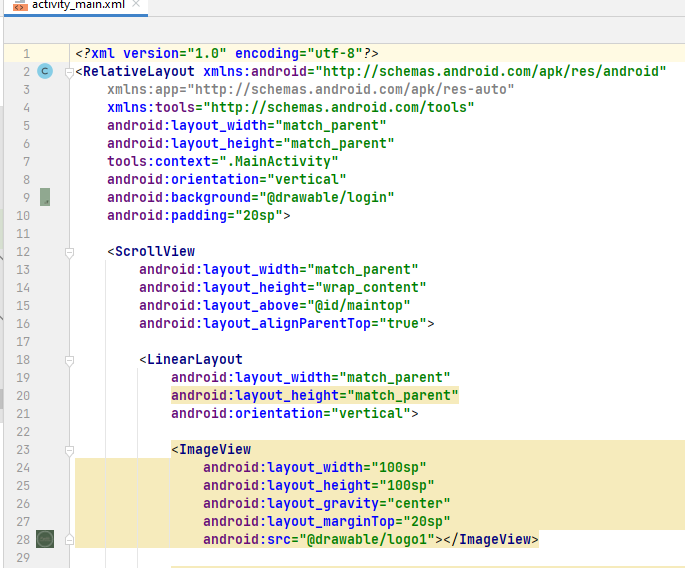 activity_main.xml
1 <?xml version="1.0" encoding="utf-8"?>
2 <RelativeLayout xmlns:android="http://schemas.android.com/apk/res/android"
3 xmlns:app="http://schemas.android.com/apk/res-auto"
4 xmlns:tools="http://schemas.android.com/tools"
5 android:layout_width="match_parent"
6 android:layout_height="match_parent"
7 tools:context=".MainActivity"
8 android:orientation="vertical"
9 android:background="@drawable/login"
10 android:padding="20sp">
11
12 <ScrollView
13 android:layout_width="match_parent"
14 android:layout_height="wrap_content"
15 android:layout_above="@id/maintop"
16 android:layout_alignParentTop="true">
17
18 <LinearLayout
19 android:layout_width="match_parent"
20 android:layout_height="match_parent"
21 android:orientation="vertical">
22
23 <ImageView
24 android:layout_width="100sp"
25 android:layout_height="100sp"
26 android:layout_gravity="center"
27 android:layout_marginTop="20sp"
28 android:src="@drawable/logo1"></ImageView>
29